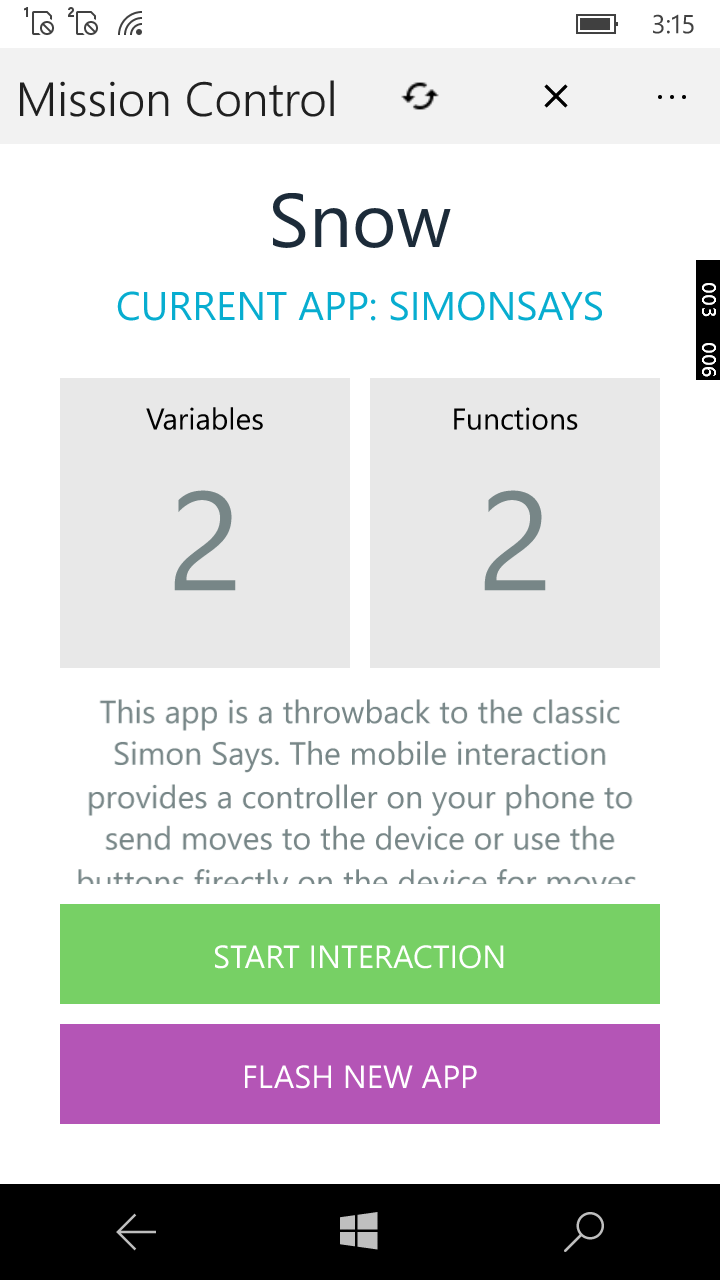 1 2 3:15
Mission Control
Snow
CURRENT APP: SIMONSAYS
003 006
Variables
2
Functions
2
This app is a throwback to the classic
Simon Says. The mobile interaction
provides a controller on your phone to
send moves to the device or use the
buttons firectly on the device for moves.
START INTERACTION
FLASH NEW APP